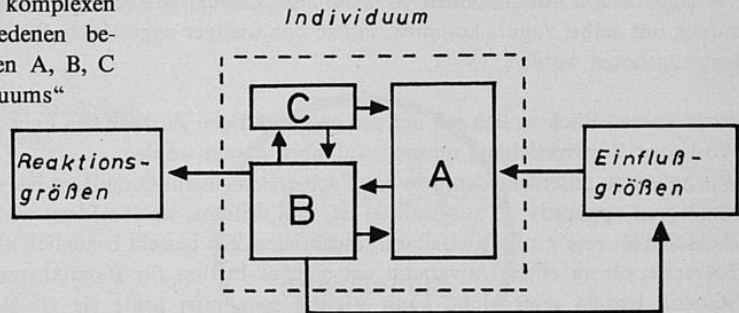 komplexen
edenen be-
en A, B, C
uums“
Individuum
C
Reaktions-
größen
B
A
Einfluß-
größen